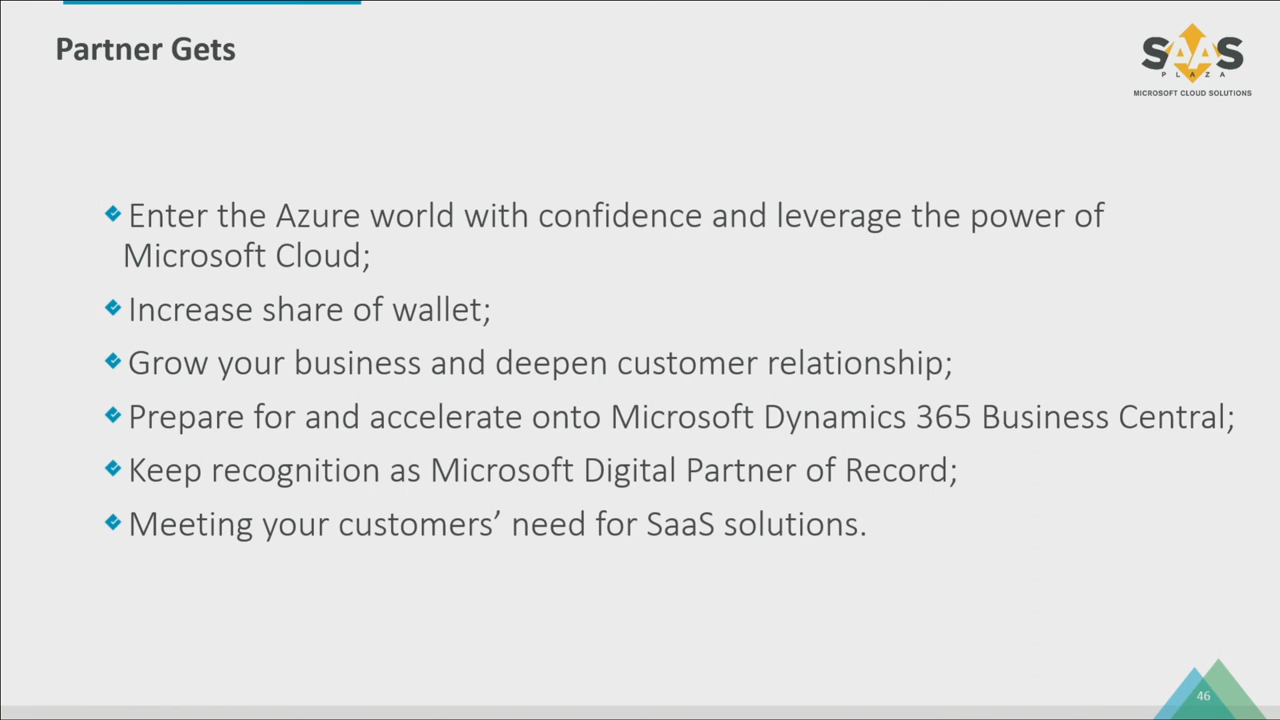 Partner Gets
SAAS
PLAZA
MICROSOFT CLOUD SOLUTIONS
Enter the Azure world with confidence and leverage the power of
Microsoft Cloud;
Increase share of wallet;
Grow your business and deepen customer relationship;
Prepare for and accelerate onto Microsoft Dynamics 365 Business Central;
Keep recognition as Microsoft Digital Partner of Record;
Meeting your customers’ need for SaaS solutions.
46